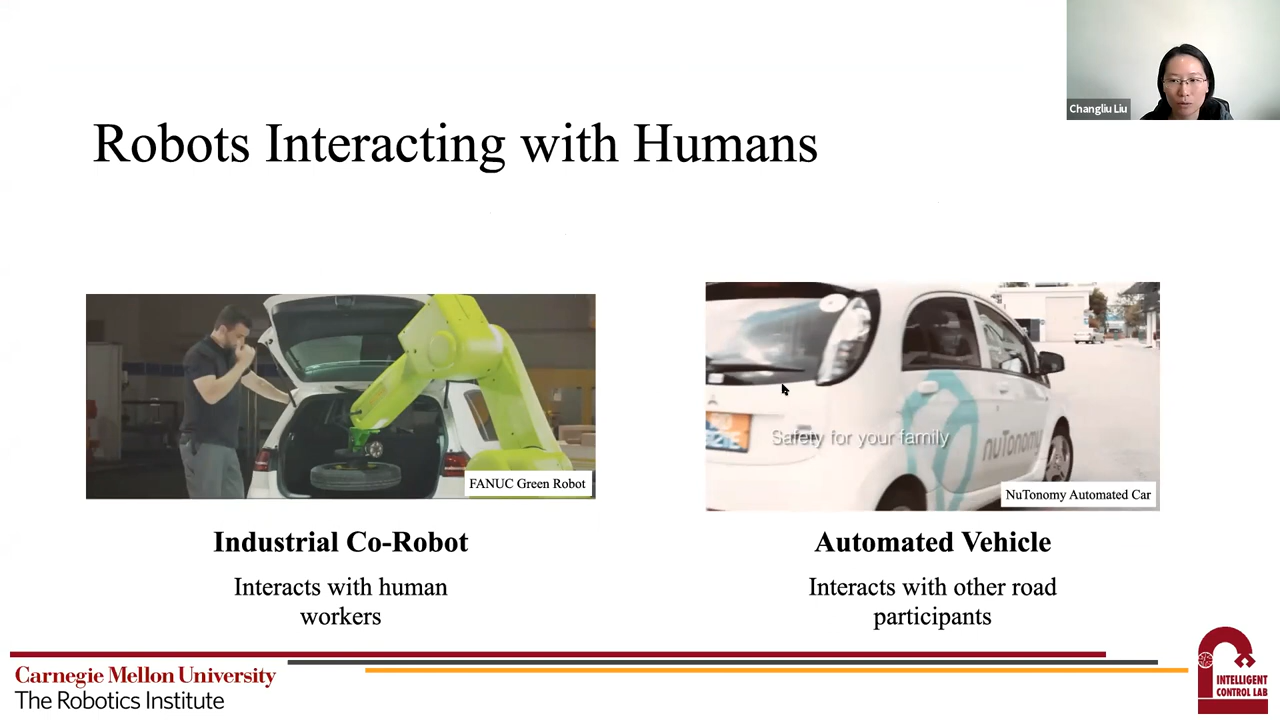 Changliu Liu
Robots Interacting with Humans
FANUC Green Robot
Safety for your family
nuTonomy
NuTonomy Automated Car
Industrial Co-Robot
Interacts with human
workers
Automated Vehicle
Interacts with other road
participants
Carnegie Mellon University
The Robotics Institute
INTELLIGENT
CONTROL LAB